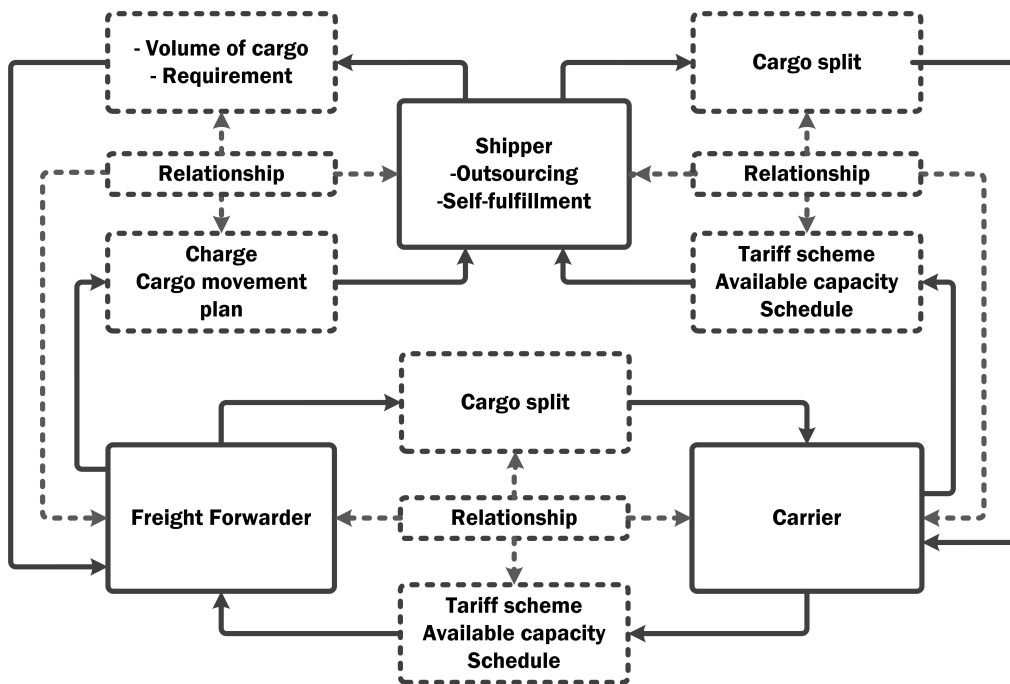 - Volume of cargo
- Requirement
Cargo split
Shipper
-Outsourcing
-Self-fulfillment
Relationship
Relationship
Charge
Cargo movement
plan
Tariff scheme
Available capacity
Schedule
Cargo split
Freight Forwarder
Relationship
Carrier
Tariff scheme
Available capacity
Schedule